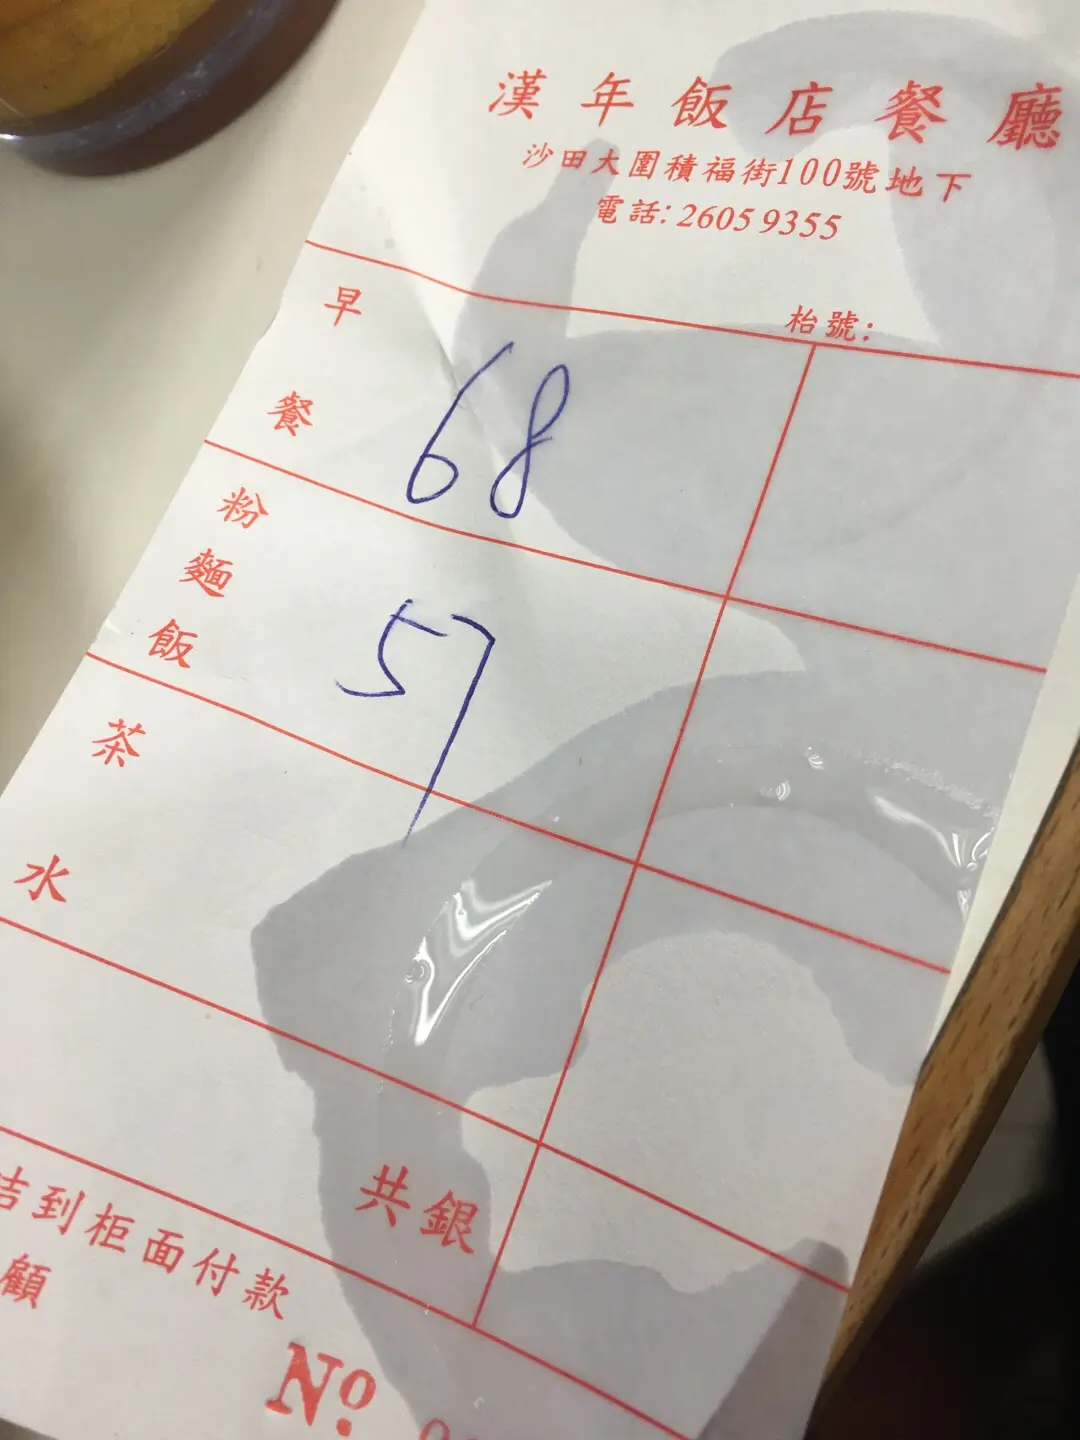 漢年飯店餐廳
沙田大圍積福街100號地下
電話: 2605 9355
枱號:
早餐 68
粉麵飯 57
茶水
共銀
到柜面付款
顧
No.